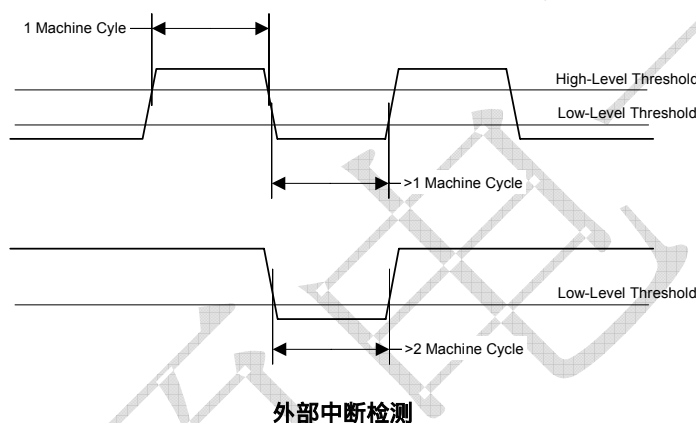 1 Machine Cyle
High-Level Threshold
Low-Level Threshold
>1 Machine Cycle
Low-Level Threshold
>2 Machine Cycle
外部中断检测